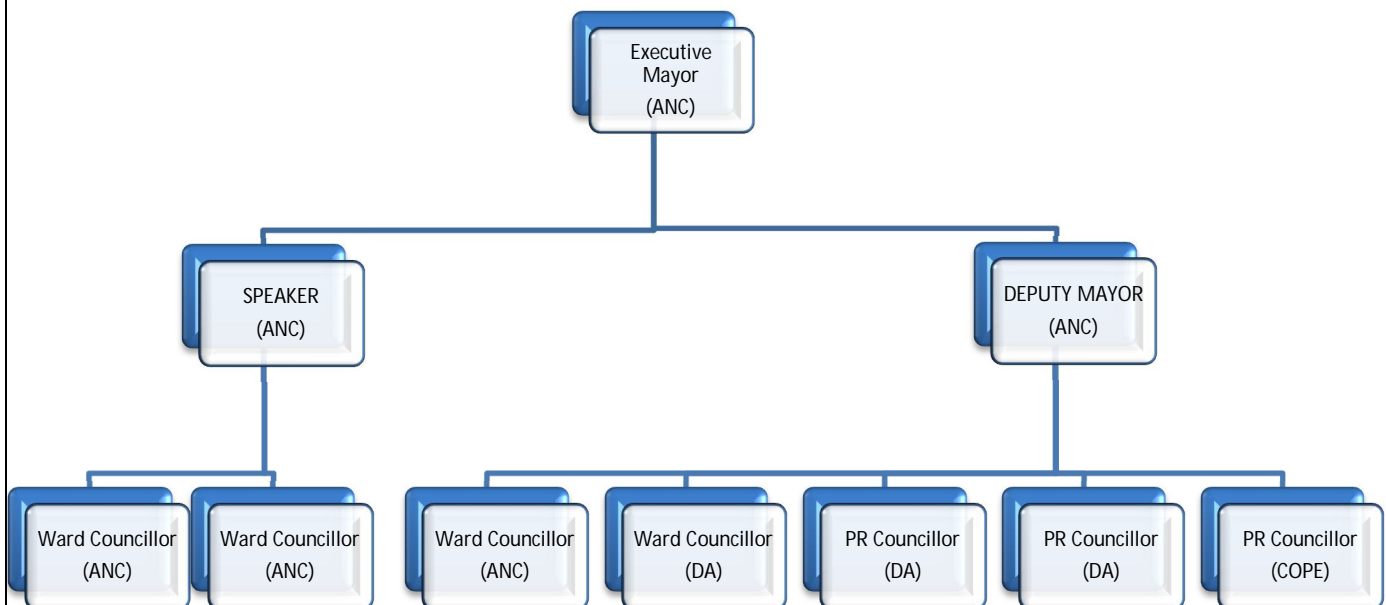 Executive
Mayor
(ANC)
SPEAKER
(ANC)
DEPUTY MAYOR
(ANC)
Ward Councillor
(ANC)
Ward Councillor
(ANC)
Ward Councillor
(ANC)
Ward Councillor
(DA)
PR Councillor
(DA)
PR Councillor
(DA)
PR Councillor
(COPE)